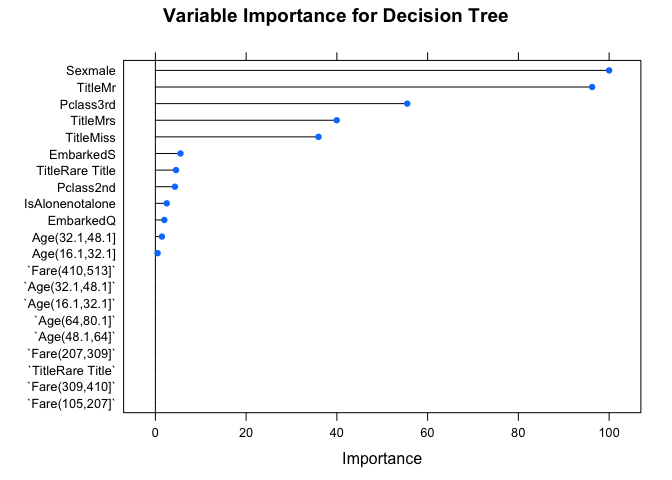 Variable Importance for Decision Tree
Sexmale
TitleMr
Pclass3rd
TitleMrs
TitleMiss
EmbarkedS
TitleRare Title
Pclass2nd
IsAlonenotalone
EmbarkedQ
Age(32.1,48.1]
Age(16.1,32.1]
`Fare(410,513]`
`Age(32.1,48.1]`
`Age(16.1,32.1]`
`Age(64,80.1]`
`Age(48.1,64]`
`Fare(207,309]`
`TitleRare Title`
`Fare(309,410]`
`Fare(105,207]`
0 20 40 60 80 100
Importance